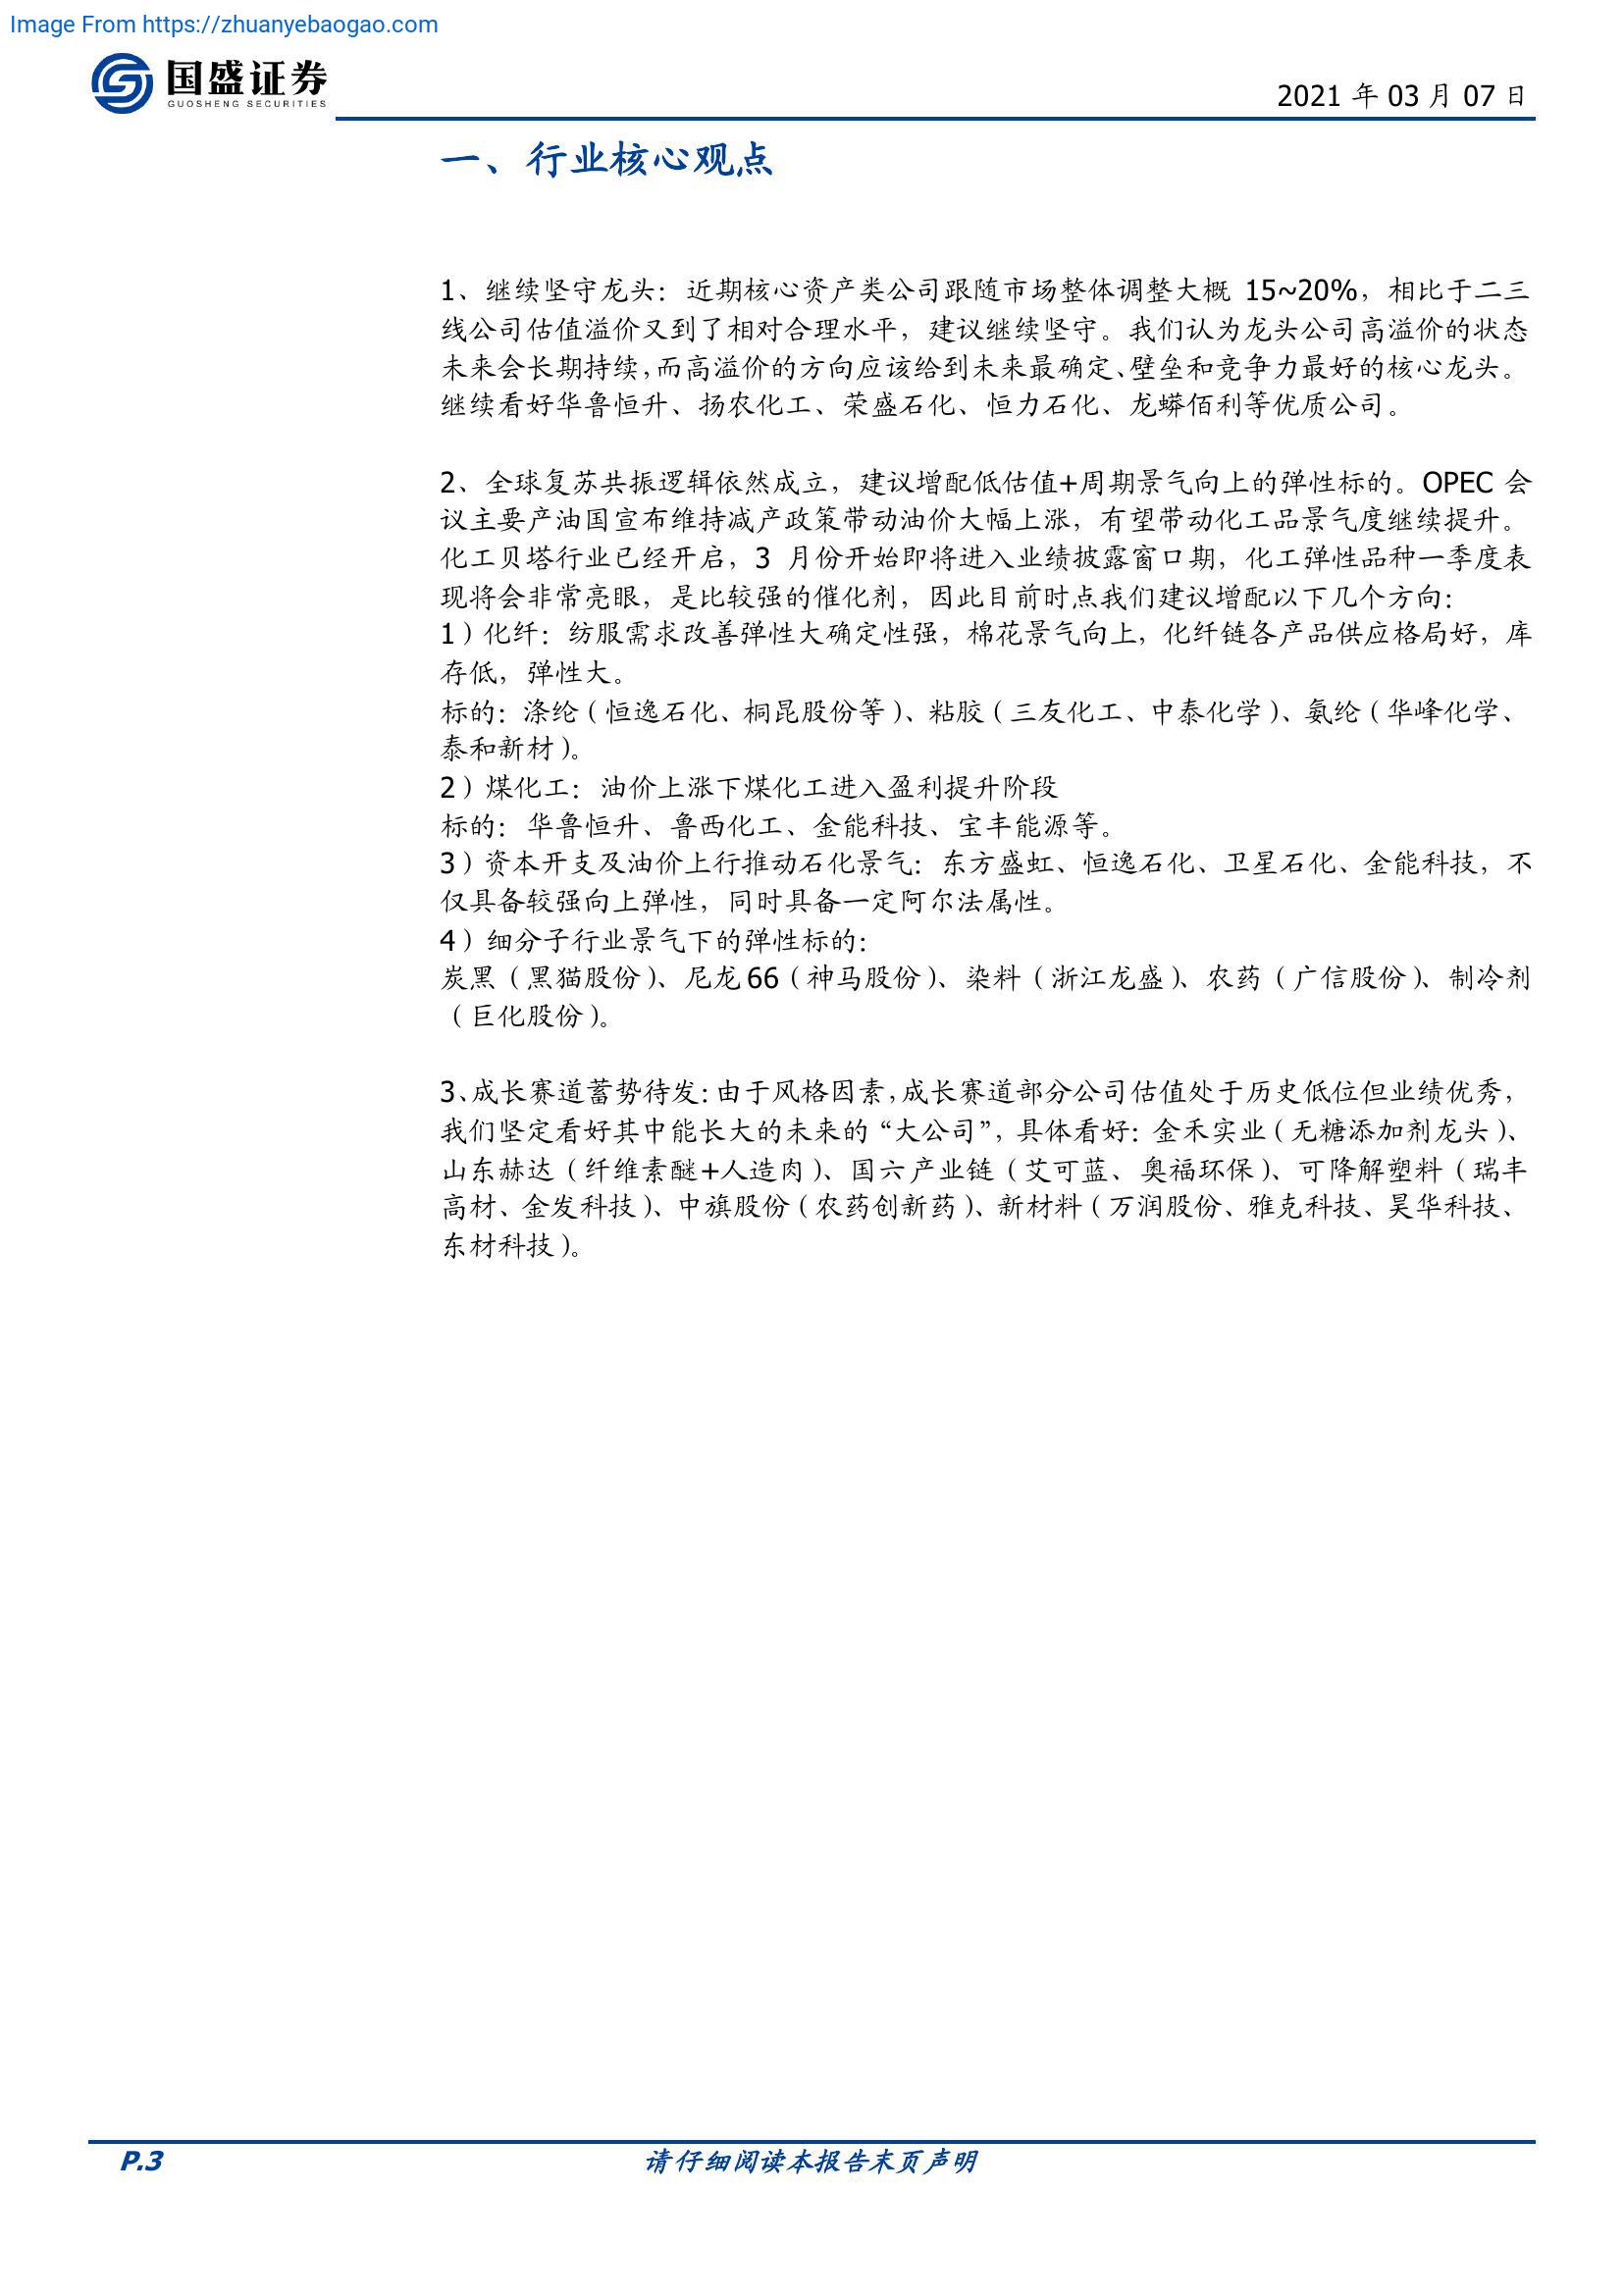 Image From https://zhuanyebaogao.com
国盛证券
GUOSHENG SECURITIES
2021 年 03 月 07 日
一、行业核心观点
1、继续坚守龙头：近期核心资产类公司跟随市场整体调整大概 15~20%，相比于二三
线公司估值溢价又到了相对合理水平，建议继续坚守。我们认为龙头公司高溢价的状态
未来会长期持续，而高溢价的方向应该给到未来最确定、壁垒和竞争力最好的核心龙头。
继续看好华鲁恒升、扬农化工、荣盛石化、恒力石化、龙蟒佰利等优质公司。
2、全球复苏共振逻辑依然成立，建议增配低估值+周期景气向上的弹性标的。OPEC 会
议主要产油国宣布维持减产政策带动油价大幅上涨，有望带动化工品景气度继续提升。
化工贝塔行业已经开启，3 月份开始即将进入业绩披露窗口期，化工弹性品种一季度表
现将会非常亮眼，是比较强的催化剂，因此目前时点我们建议增配以下几个方向：
1）化纤：纺服需求改善弹性大确定性强，棉花景气向上，化纤链各产品供应格局好，库
存低，弹性大。
标的：涤纶（恒逸石化、桐昆股份等）、粘胶（三友化工、中泰化学）、氨纶（华峰化学、
泰和新材）。
2）煤化工：油价上涨下煤化工进入盈利提升阶段
标的：华鲁恒升、鲁西化工、金能科技、宝丰能源等。
3）资本开支及油价上行推动石化景气：东方盛虹、恒逸石化、卫星石化、金能科技，不
仅具备较强向上弹性，同时具备一定阿尔法属性。
4）细分子行业景气下的弹性标的：
炭黑（黑猫股份）、尼龙 66（神马股份）、染料（浙江龙盛）、农药（广信股份）、制冷剂
（巨化股份）。
3、成长赛道蓄势待发：由于风格因素，成长赛道部分公司估值处于历史低位但业绩优秀，
我们坚定看好其中能长大的未来的“大公司”，具体看好：金禾实业（无糖添加剂龙头）、
山东赫达（纤维素醚+人造肉）、国六产业链（艾可蓝、奥福环保）、可降解塑料（瑞丰
高材、金发科技）、中旗股份（农药创新药）、新材料（万润股份、雅克科技、昊华科技、
东材科技）。
P.3
请仔细阅读本报告末页声明